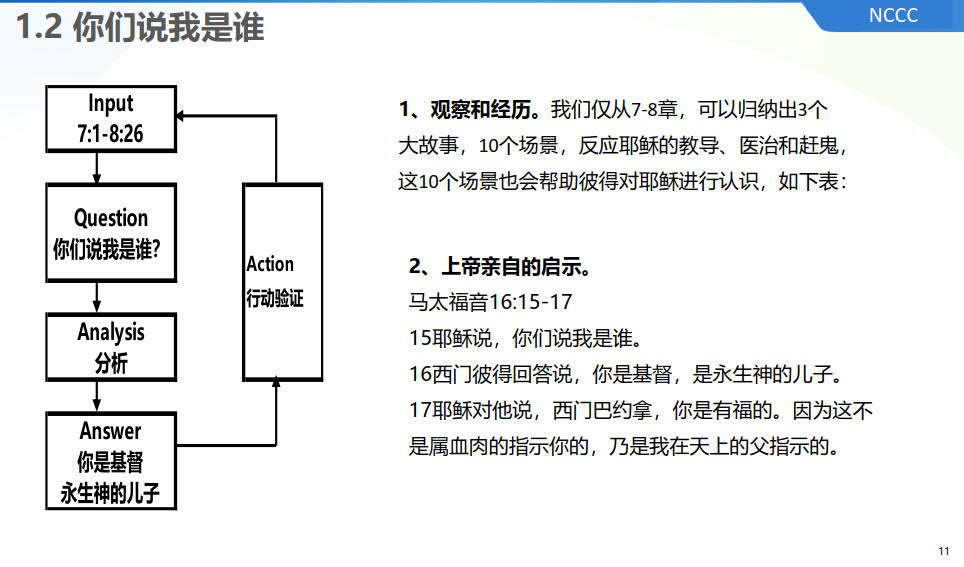 1.2 你们说我是谁
NCCC
Input
7:1-8:26
Question
你们说我是谁？
Analysis
分析
Answer
你是基督
永生神的儿子
Action
行动验证
1、观察和经历。我们仅从7-8章，可以归纳出3个
大故事，10个场景，反应耶稣的教导、医治和赶鬼，
这10个场景也会帮助彼得对耶稣进行认识，如下表：
2、上帝亲自的启示。
马太福音16:15-17
15耶稣说，你们说我是谁。
16西门彼得回答说，你是基督，是永生神的儿子。
17耶稣对他说，西门巴约拿，你是有福的。因为这不
是属血肉的指示你的，乃是我在天上的父指示的。
11